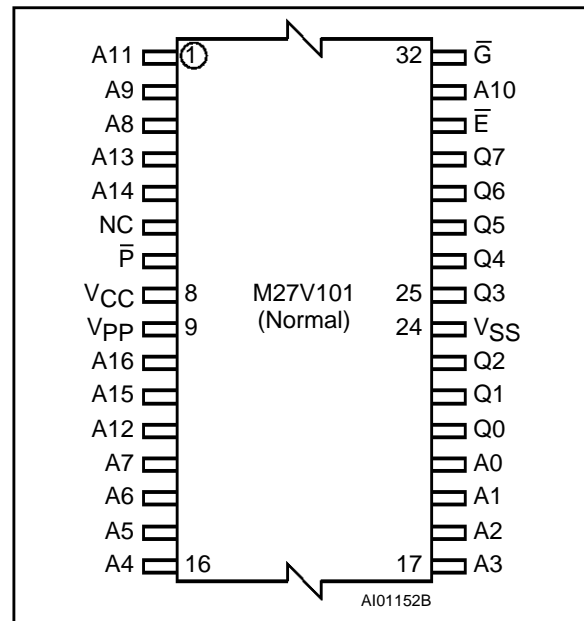 A11 1 32 G̅
A9 A10
A8 E̅
A13 Q7
A14 Q6
NC Q5
P̅ Q4
VCC 8 M27V101 25 Q3
VPP 9 (Normal) 24 VSS
A16 Q2
A15 Q1
A12 Q0
A7 A0
A6 A1
A5 A2
A4 16 17 A3
AI01152B